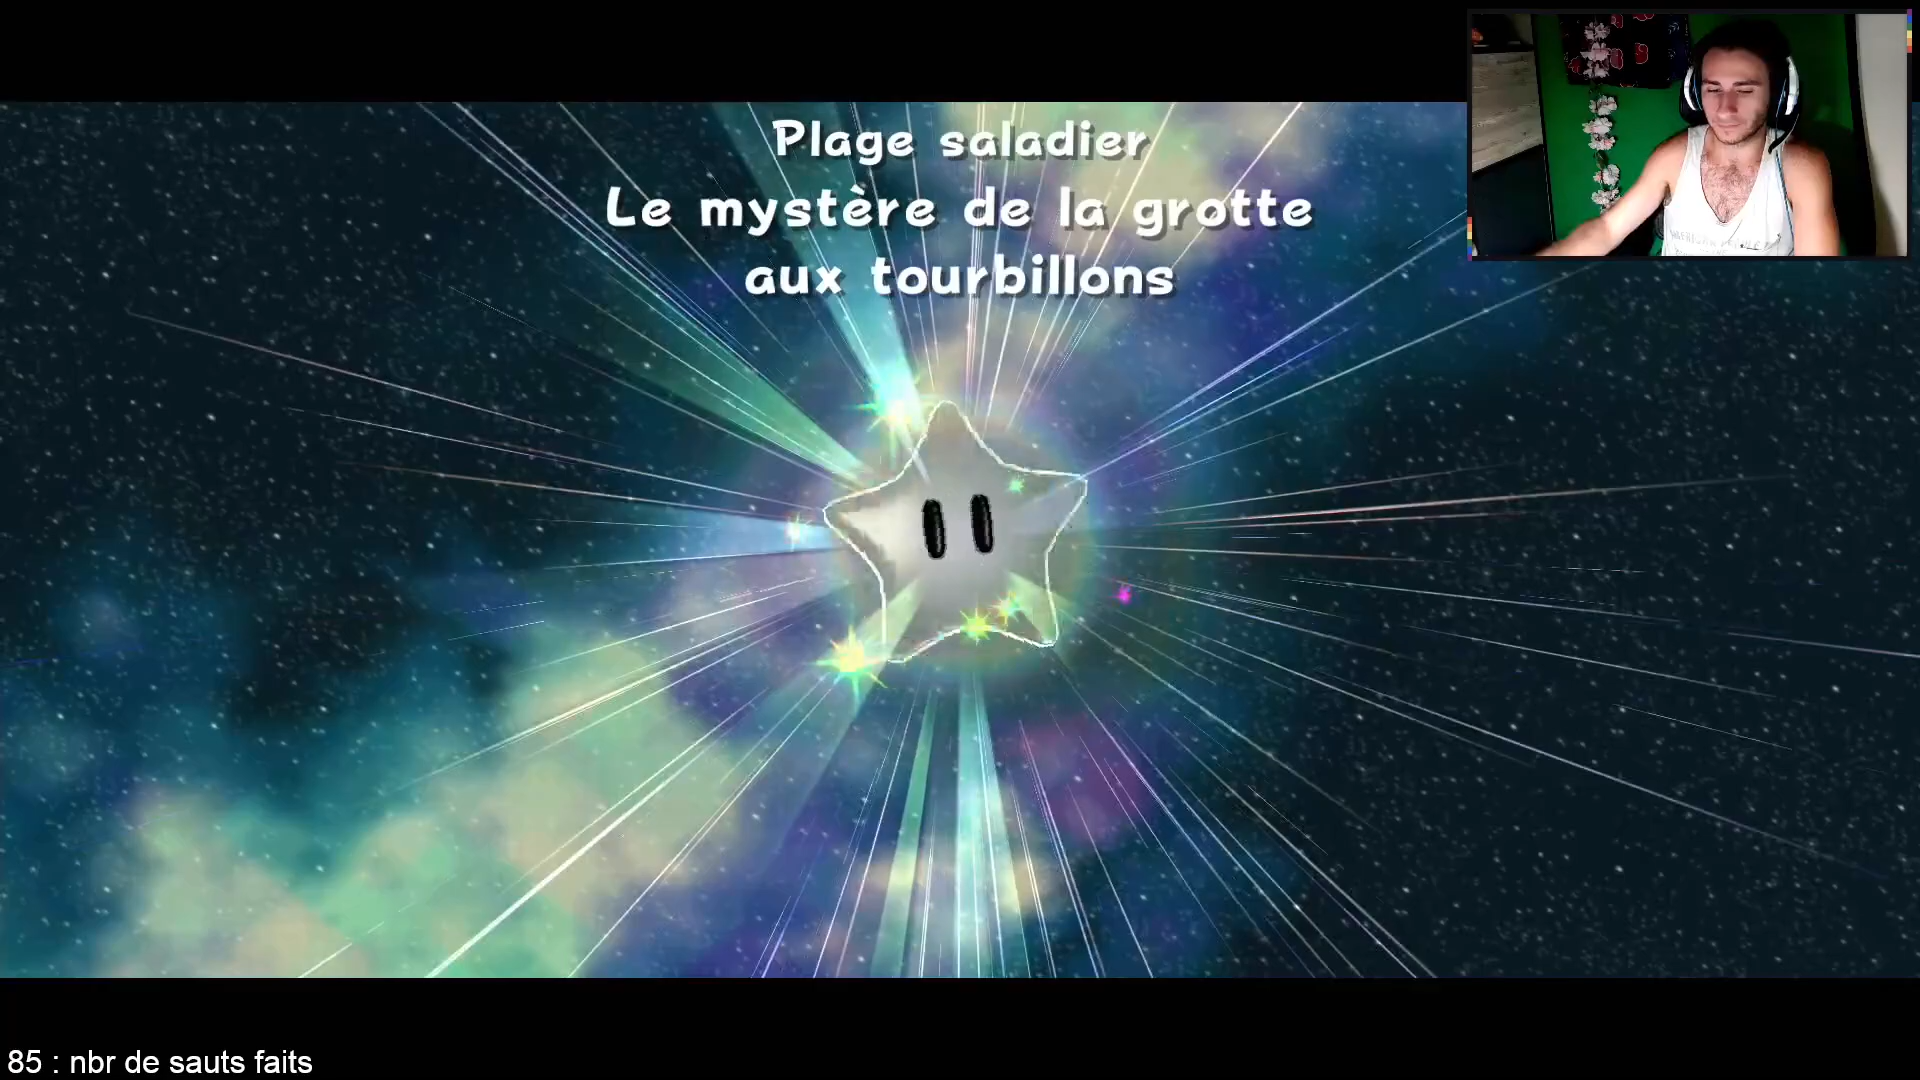 Plage saladier
Le mystère de la grotte
aux tourbillons
85 : nbr de sauts faits